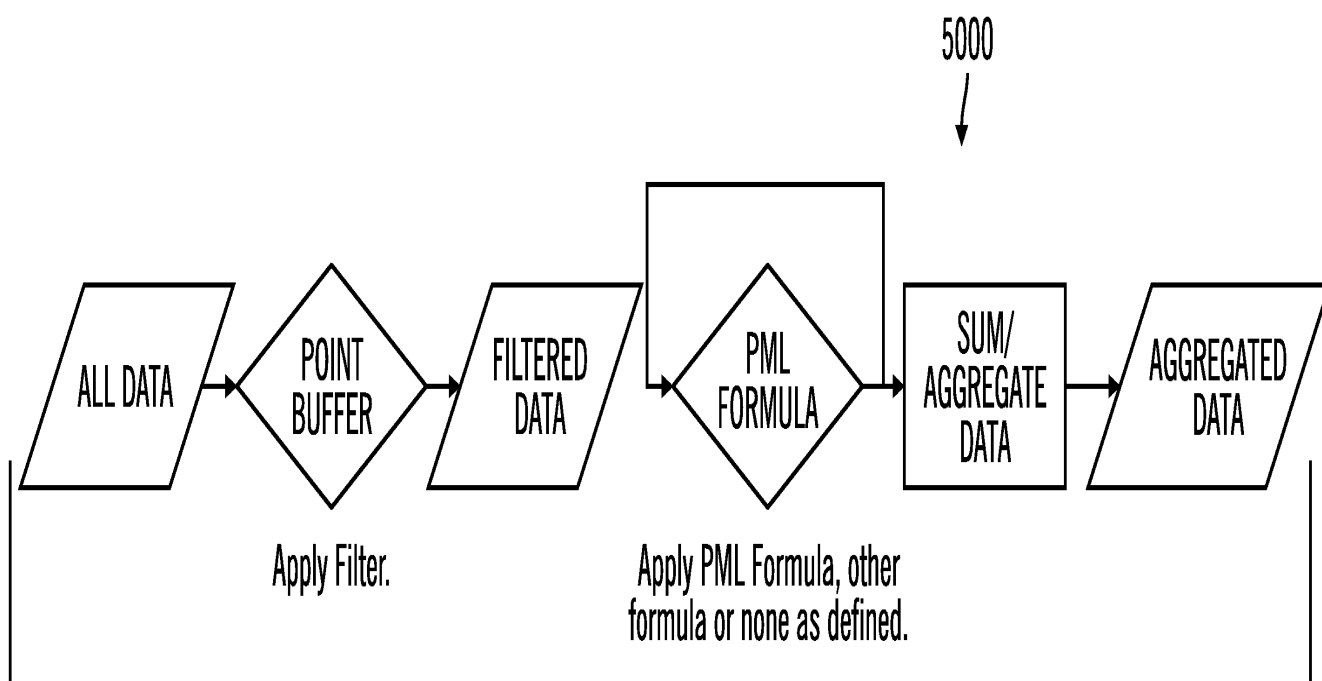 5000
ALL DATA
POINT
BUFFER
FILTERED
DATA
PML
FORMULA
SUM/
AGGREGATE
DATA
AGGREGATED
DATA
Apply Filter.
Apply PML Formula, other
formula or none as defined.